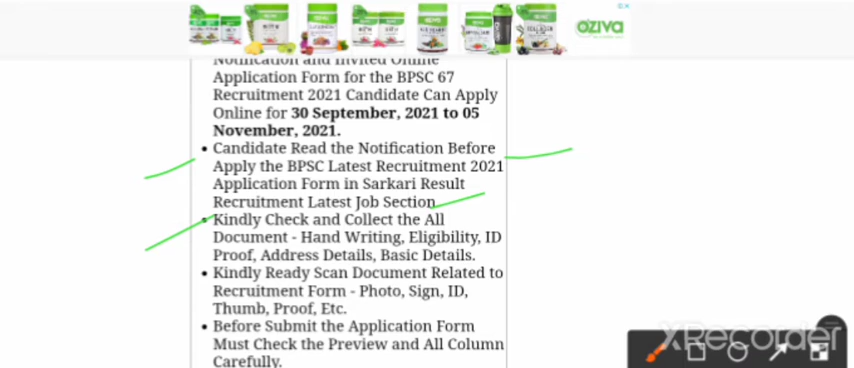 OZiva
Notification and Invited Online
Application Form for the BPSC 67
Recruitment 2021 Candidate Can Apply
Online for 30 September, 2021 to 05
November, 2021.
• Candidate Read the Notification Before
Apply the BPSC Latest Recruitment 2021
Application Form in Sarkari Result
Recruitment Latest Job Section
• Kindly Check and Collect the All
Document - Hand Writing, Eligibility, ID
Proof, Address Details, Basic Details.
• Kindly Ready Scan Document Related to
Recruitment Form - Photo, Sign, ID,
Thumb, Proof, Etc.
• Before Submit the Application Form
Must Check the Preview and All Column
Carefully.
XRecorder